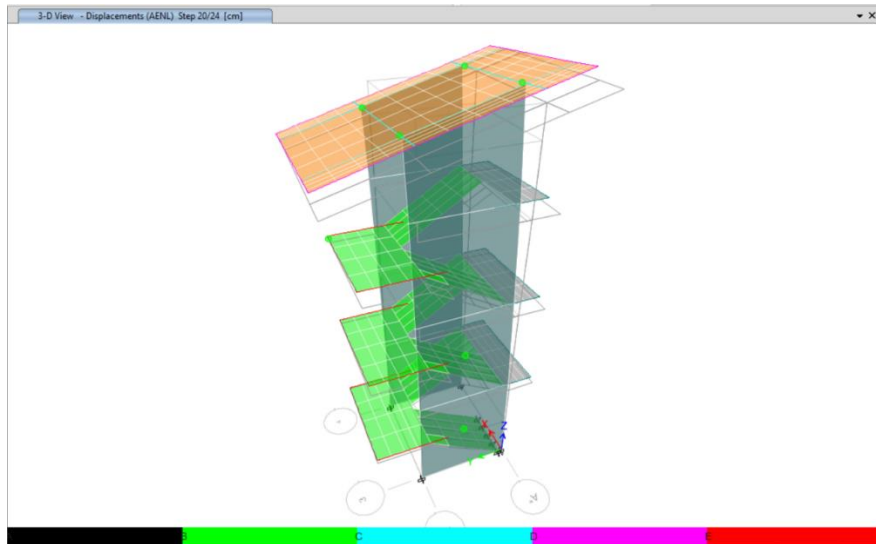 3-D View - Displacements (AENL) Step 20/24 [cm]
X
Z
B
C
D
E